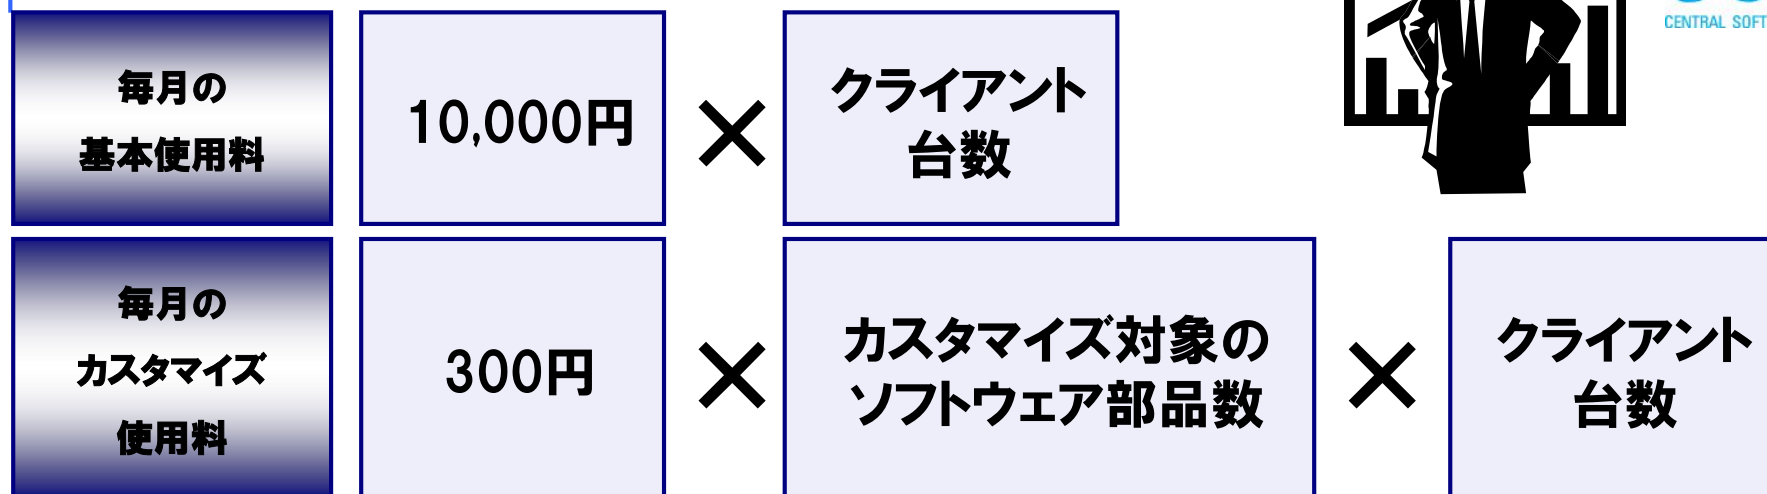 毎月の
基本使用料
10,000円
×
クライアント
台数
CENTRAL SOFT
毎月の
カスタマイズ
使用料
300円
×
カスタマイズ対象の
ソフトウェア部品数
×
クライアント
台数